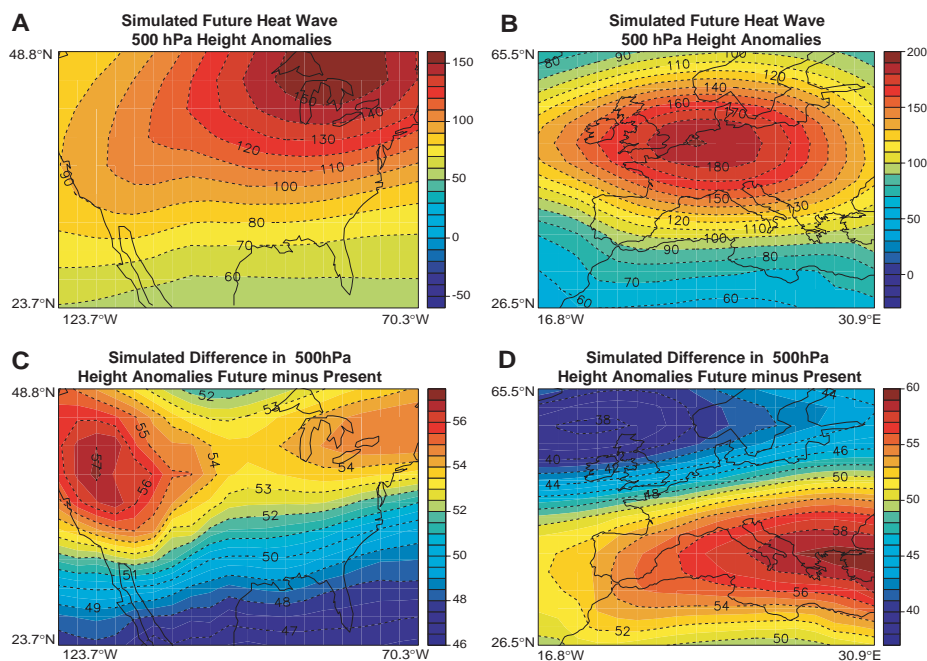 A
Simulated Future Heat Wave
500 hPa Height Anomalies
48.8°N
23.7°N
123.7°W
70.3°W
90
120
150
140
130
110
100
80
70
60
150
100
50
0
-50
B
Simulated Future Heat Wave
500 hPa Height Anomalies
65.5°N
26.5°N
16.8°W
30.9°E
80
90
100
110
120
140
160
170
180
150
130
120
110
100
90
80
70
60
60
200
150
100
50
0
C
Simulated Difference in 500hPa
Height Anomalies Future minus Present
48.8°N
23.7°N
123.7°W
70.3°W
52
53
55
54
57
56
54
53
52
51
50
49
48
47
56
54
52
50
48
46
D
Simulated Difference in 500hPa
Height Anomalies Future minus Present
65.5°N
26.5°N
16.8°W
30.9°E
38
44
40
42
46
44
48
50
58
56
54
52
50
60
55
50
45
40